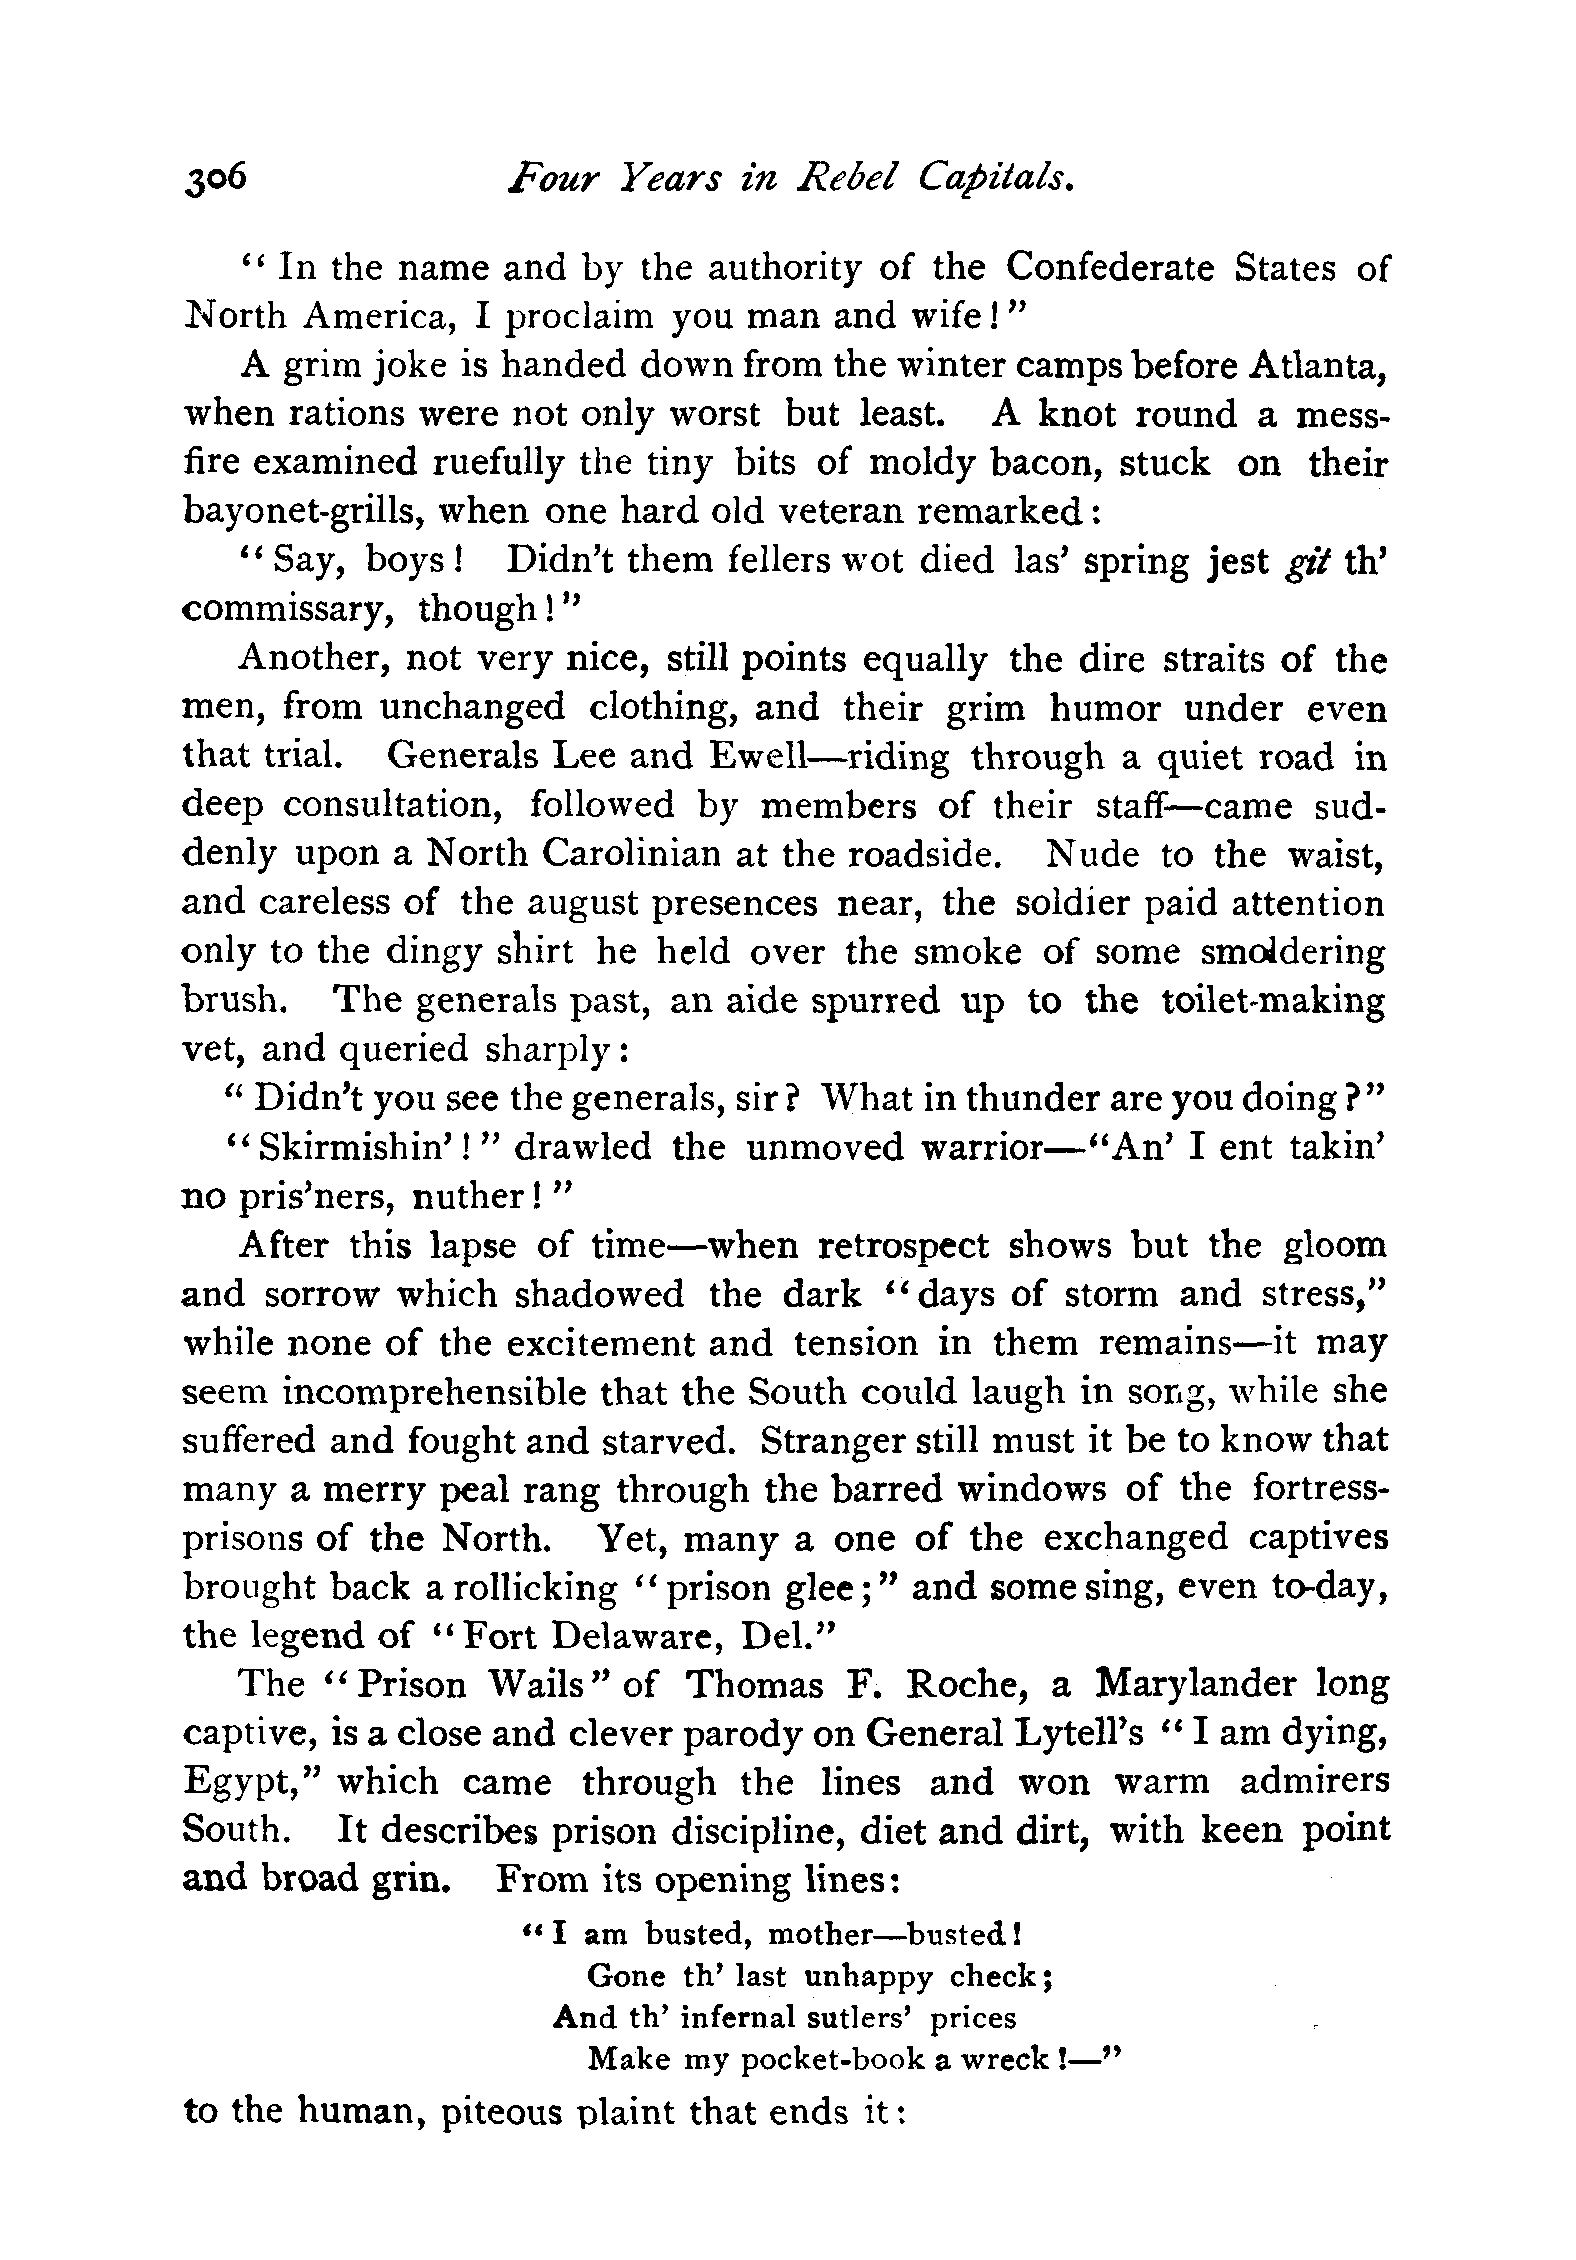 306 Four Years in Rebel Capitals.
“ In the name and by the authority of the Confederate States of
North America, I proclaim you man and wife ! ”
A grim joke is handed down from the winter camps before Atlanta,
when rations were not only worst but least. A knot round a mess-
fire examined ruefully the tiny bits of moldy bacon, stuck on their
bayonet-grills, when one hard old veteran remarked :
“ Say, boys ! Didn’t them fellers wot died las’ spring jest git th’
commissary, though ! ”
Another, not very nice, still points equally the dire straits of the
men, from unchanged clothing, and their grim humor under even
that trial. Generals Lee and Ewell—riding through a quiet road in
deep consultation, followed by members of their staff—came sud-
denly upon a North Carolinian at the roadside. Nude to the waist,
and careless of the august presences near, the soldier paid attention
only to the dingy shirt he held over the smoke of some smoldering
brush. The generals past, an aide spurred up to the toilet-making
vet, and queried sharply :
“ Didn’t you see the generals, sir ? What in thunder are you doing ? ”
“ Skirmishin’ ! ” drawled the unmoved warrior—“An’ I ent takin’
no pris’ners, nuther ! ”
After this lapse of time—when retrospect shows but the gloom
and sorrow which shadowed the dark “ days of storm and stress,”
while none of the excitement and tension in them remains—it may
seem incomprehensible that the South could laugh in song, while she
suffered and fought and starved. Stranger still must it be to know that
many a merry peal rang through the barred windows of the fortress-
prisons of the North. Yet, many a one of the exchanged captives
brought back a rollicking “ prison glee ; ” and some sing, even to-day,
the legend of “ Fort Delaware, Del.”
The “ Prison Wails ” of Thomas F. Roche, a Marylander long
captive, is a close and clever parody on General Lytell’s “ I am dying,
Egypt,” which came through the lines and won warm admirers
South. It describes prison discipline, diet and dirt, with keen point
and broad grin. From its opening lines :
“ I am busted, mother—busted !
Gone th’ last unhappy check ;
And th’ infernal sutlers’ prices
Make my pocket-book a wreck !—”
to the human, piteous plaint that ends it :